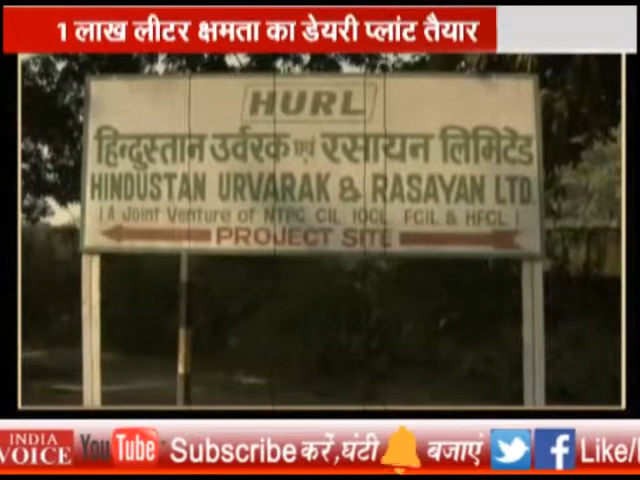 1 लाख लीटर क्षमता का डेयरी प्लांट तैयार
HURL
हिन्दुस्तान उर्वरक एवं रसायन लिमिटेड
HINDUSTAN URVARAK & RASAYAN LTD
( A Joint Venture of NTPC, CIL, IOCL, FCIL & HFCL )
PROJECT SITE
INDIA VOICE YouTube Subscribe करें, घंटी बजाएं Like/